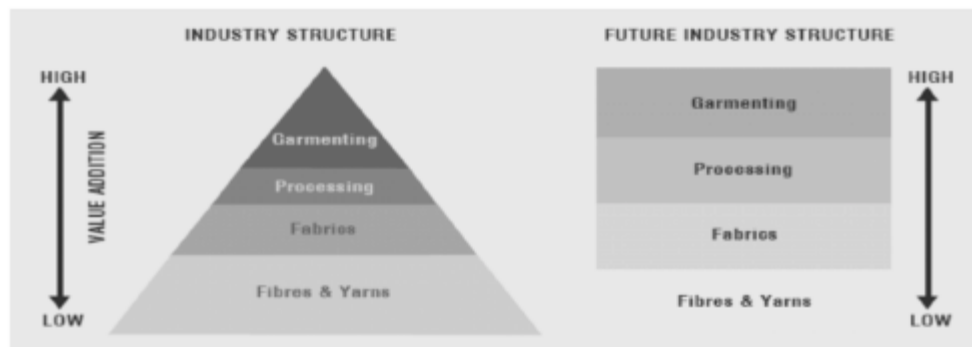 INDUSTRY STRUCTURE
HIGH
VALUE ADDITION
LOW
Garmenting
Processing
Fabrics
Fibres & Yarns
FUTURE INDUSTRY STRUCTURE
Garmenting
Processing
Fabrics
Fibres & Yarns
HIGH
LOW